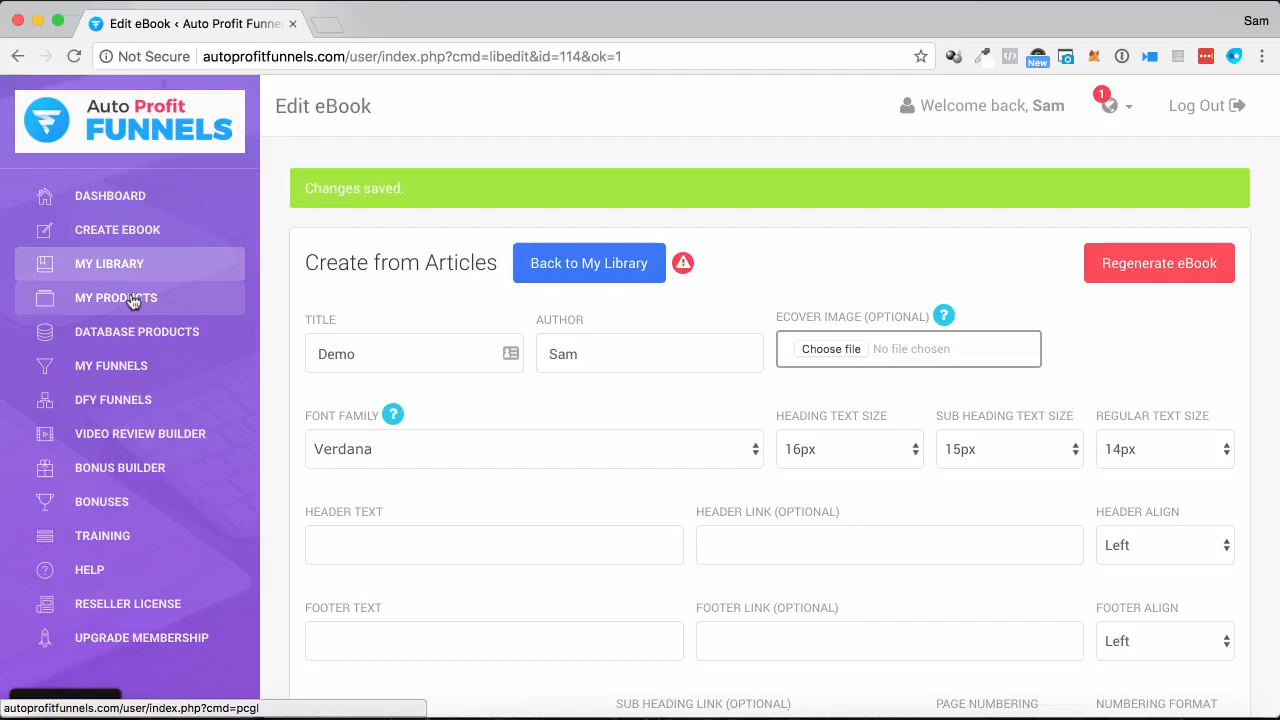 Edit eBook ‹ Auto Profit Funnel
Sam
Not Secure autoprofitfunnels.com/user/index.php?cmd=libedit&id=114&ok=1
New
Auto Profit
FUNNELS
Edit eBook
Welcome back, Sam
1
Log Out
DASHBOARD
CREATE EBOOK
MY LIBRARY
MY PRODUCTS
DATABASE PRODUCTS
MY FUNNELS
DFY FUNNELS
VIDEO REVIEW BUILDER
BONUS BUILDER
BONUSES
TRAINING
HELP
RESELLER LICENSE
UPGRADE MEMBERSHIP
Changes saved.
Create from Articles
Back to My Library
Regenerate eBook
TITLE
AUTHOR
ECOVER IMAGE (OPTIONAL) ?
Demo
Sam
Choose file No file chosen
FONT FAMILY ?
HEADING TEXT SIZE
SUB HEADING TEXT SIZE
REGULAR TEXT SIZE
Verdana
16px
15px
14px
HEADER TEXT
HEADER LINK (OPTIONAL)
HEADER ALIGN
Left
FOOTER TEXT
FOOTER LINK (OPTIONAL)
FOOTER ALIGN
Left
SUB HEADING LINK (OPTIONAL)
PAGE NUMBERING
NUMBERING FORMAT
autoprofitfunnels.com/user/index.php?cmd=pcgl